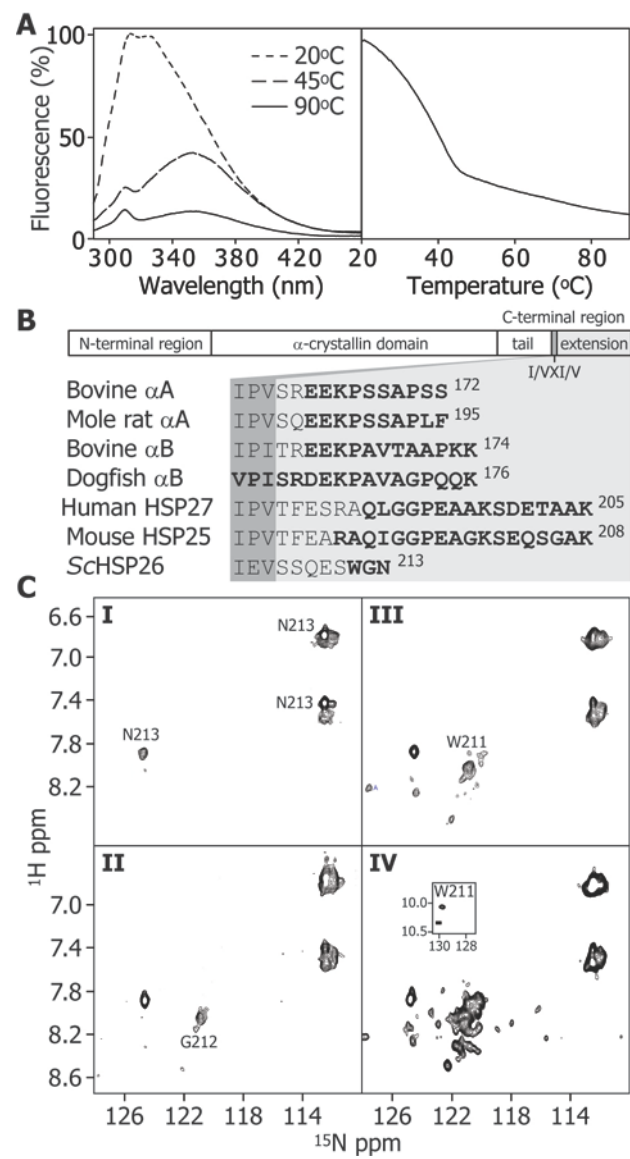 A
Fluorescence (%)
100
50
0
20°C
45°C
90°C
300 340 380 420 20 40 60 80
Wavelength (nm)
Temperature (°C)
B
C-terminal region
N-terminal region
α-crystallin domain
tail
extension
I/VXI/V
Bovine αA IPVSREEKPSSAPSS 172
Mole rat αA IPVSQEEKPSSAPLF 195
Bovine αB IPITREEKPAVTAAPKK 174
Dogfish αB VPISRDEKPAVAGPQQK 176
Human HSP27 IPVTFESRAQLGGPEAAKSDETAAK 205
Mouse HSP25 IPVTFEARAQIGGPEAGKSEQSGAK 208
ScHSP26 IEVSSQESWGN 213
C
I
N213
N213
N213
6.6
7.0
7.4
7.8
8.2
III
W211
A
II
G212
7.0
7.4
7.8
8.2
8.6
IV
W211
10.0
10.5
130 128
126 122 118 114 126 122 118 114
¹H ppm
¹⁵N ppm